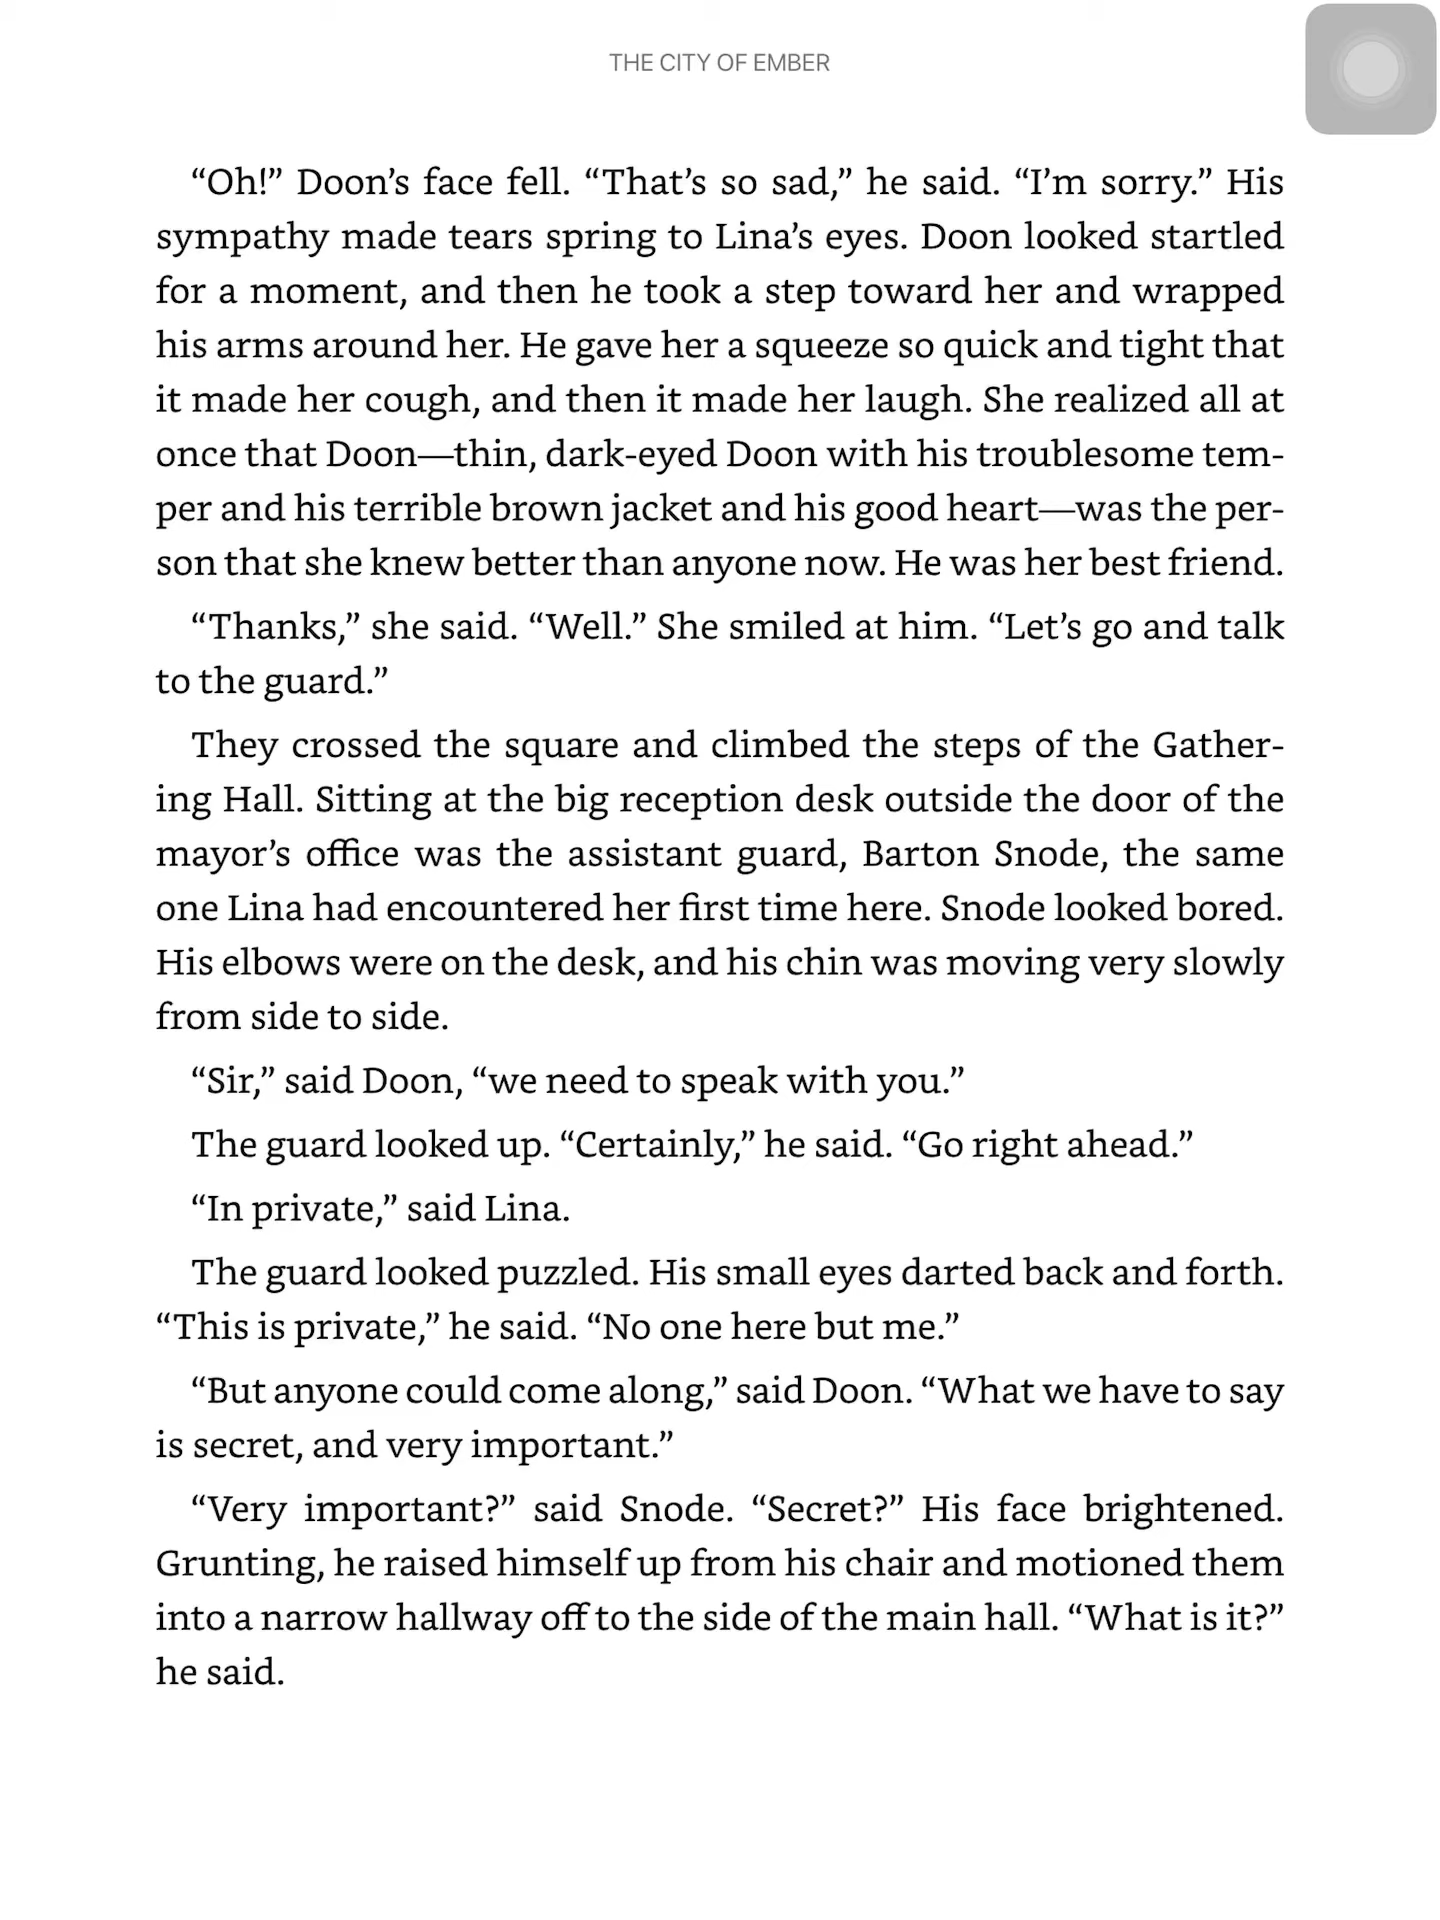 THE CITY OF EMBER
“Oh!” Doon’s face fell. “That’s so sad,” he said. “I’m sorry.” His
sympathy made tears spring to Lina’s eyes. Doon looked startled
for a moment, and then he took a step toward her and wrapped
his arms around her. He gave her a squeeze so quick and tight that
it made her cough, and then it made her laugh. She realized all at
once that Doon—thin, dark-eyed Doon with his troublesome tem-
per and his terrible brown jacket and his good heart—was the per-
son that she knew better than anyone now. He was her best friend.
“Thanks,” she said. “Well.” She smiled at him. “Let’s go and talk
to the guard.”
They crossed the square and climbed the steps of the Gather-
ing Hall. Sitting at the big reception desk outside the door of the
mayor’s office was the assistant guard, Barton Snode, the same
one Lina had encountered her first time here. Snode looked bored.
His elbows were on the desk, and his chin was moving very slowly
from side to side.
“Sir,” said Doon, “we need to speak with you.”
The guard looked up. “Certainly,” he said. “Go right ahead.”
“In private,” said Lina.
The guard looked puzzled. His small eyes darted back and forth.
“This is private,” he said. “No one here but me.”
“But anyone could come along,” said Doon. “What we have to say
is secret, and very important.”
“Very important?” said Snode. “Secret?” His face brightened.
Grunting, he raised himself up from his chair and motioned them
into a narrow hallway off to the side of the main hall. “What is it?”
he said.